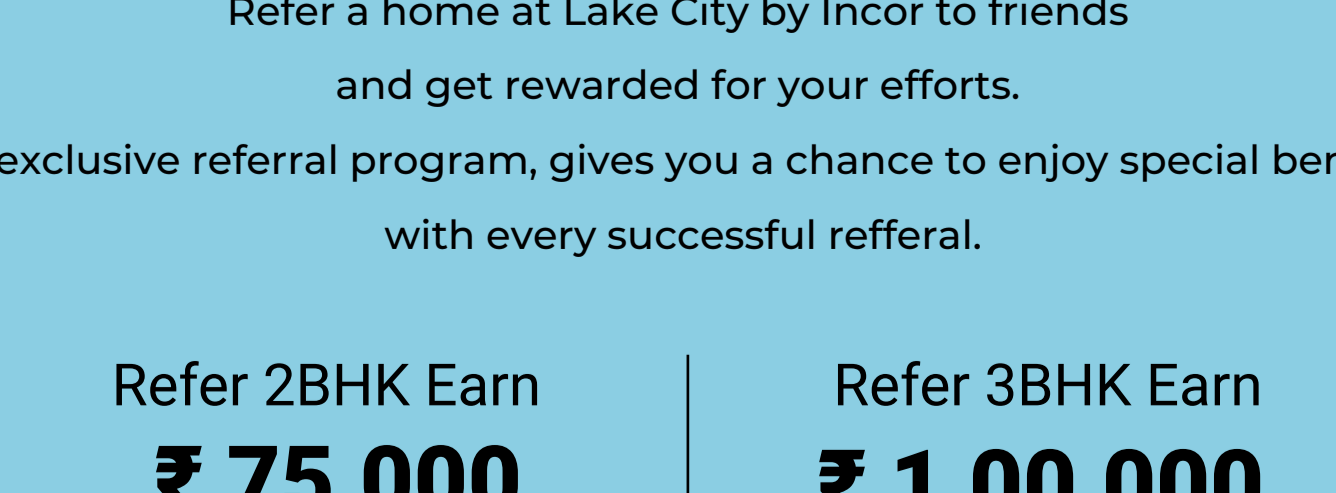 Refer a home at Lake City by Incor to friends
and get rewarded for your efforts.
exclusive referral program, gives you a chance to enjoy special
with every successful refferal.
Refer 2BHK Earn
₹ 75,000
Refer 3BHK Earn
₹ 1,00,000